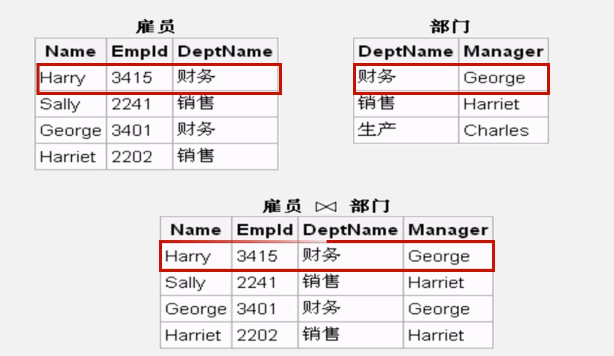 雇员
Name EmpId DeptName
Harry 3415 财务
Sally 2241 销售
George 3401 财务
Harriet 2202 销售
部门
DeptName Manager
财务 George
销售 Harriet
生产 Charles
雇员 ⋈ 部门
Name EmpId DeptName Manager
Harry 3415 财务 George
Sally 2241 销售 Harriet
George 3401 财务 George
Harriet 2202 销售 Harriet